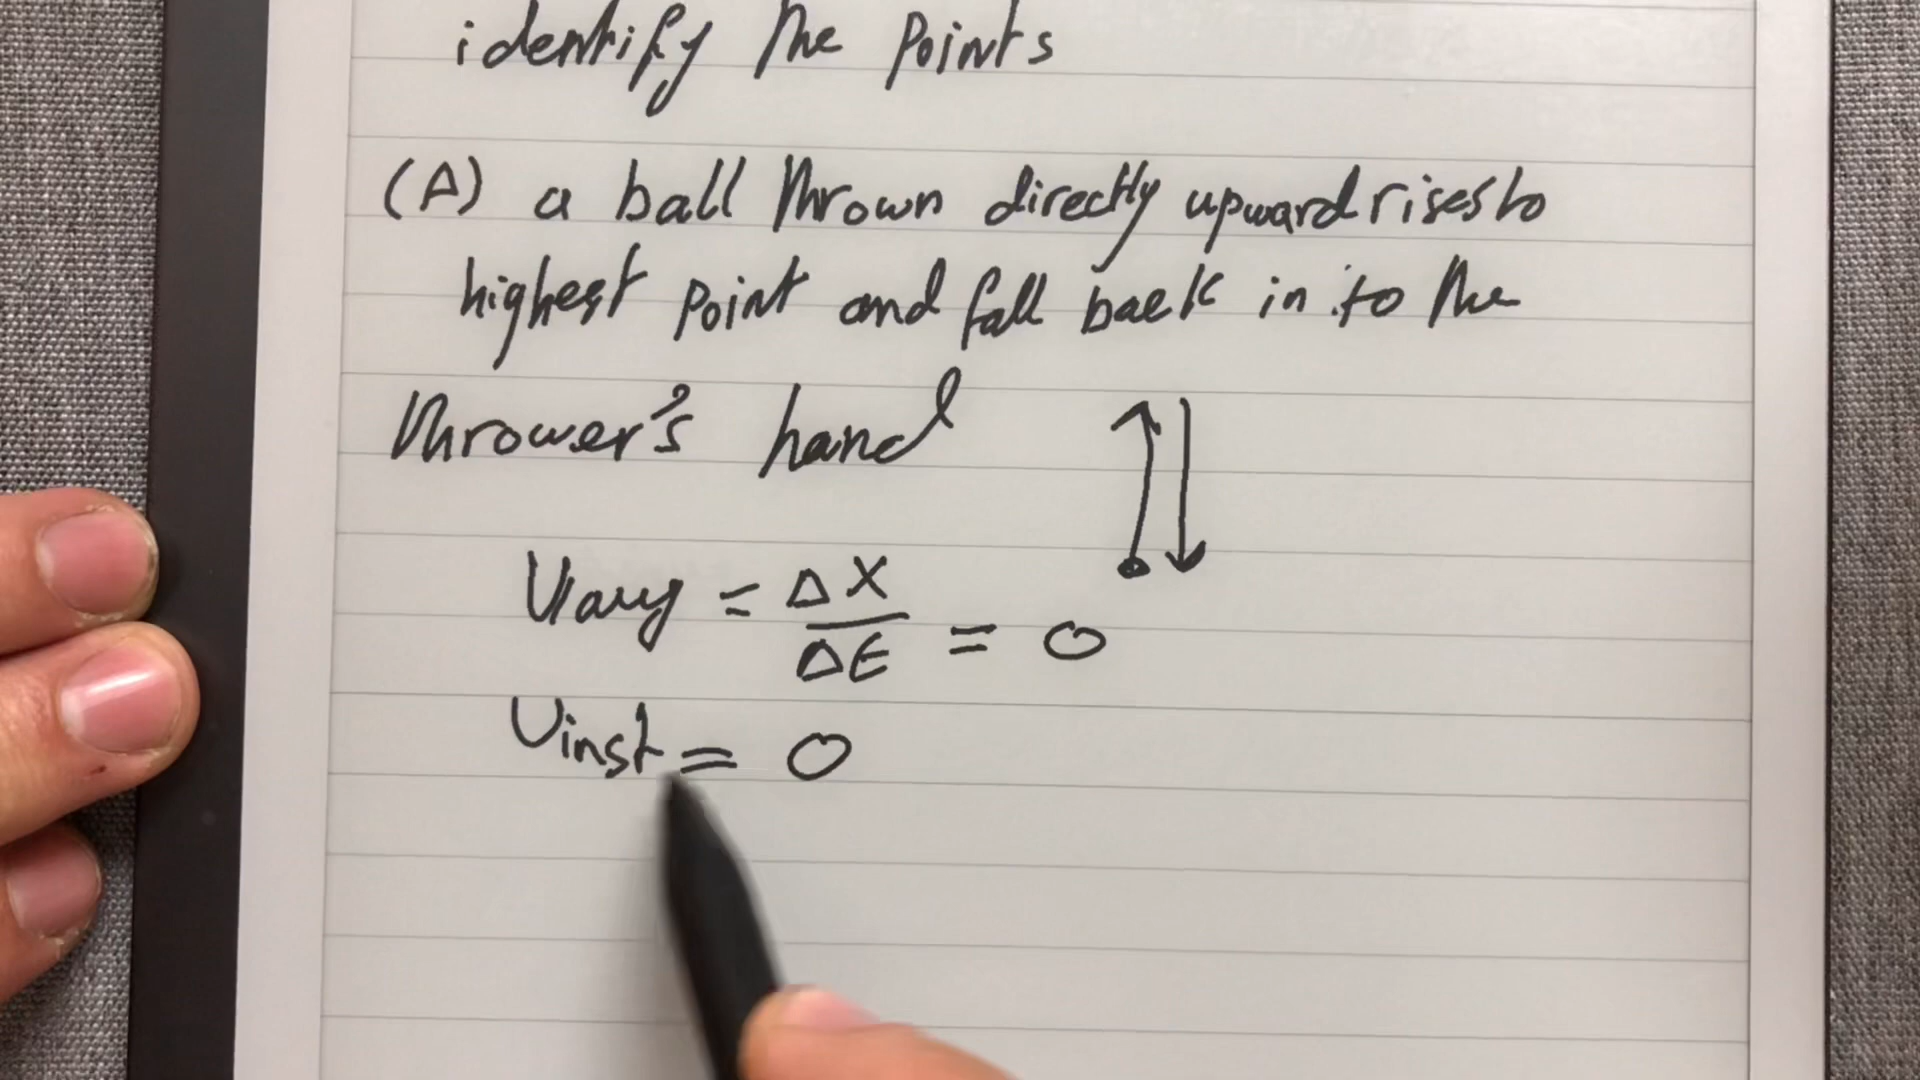 identify the points
(A) a ball thrown directly upward rises to
highest point and fall back in to the
thrower's hand
Vavg = ΔX / Δt = 0
Vinst = 0